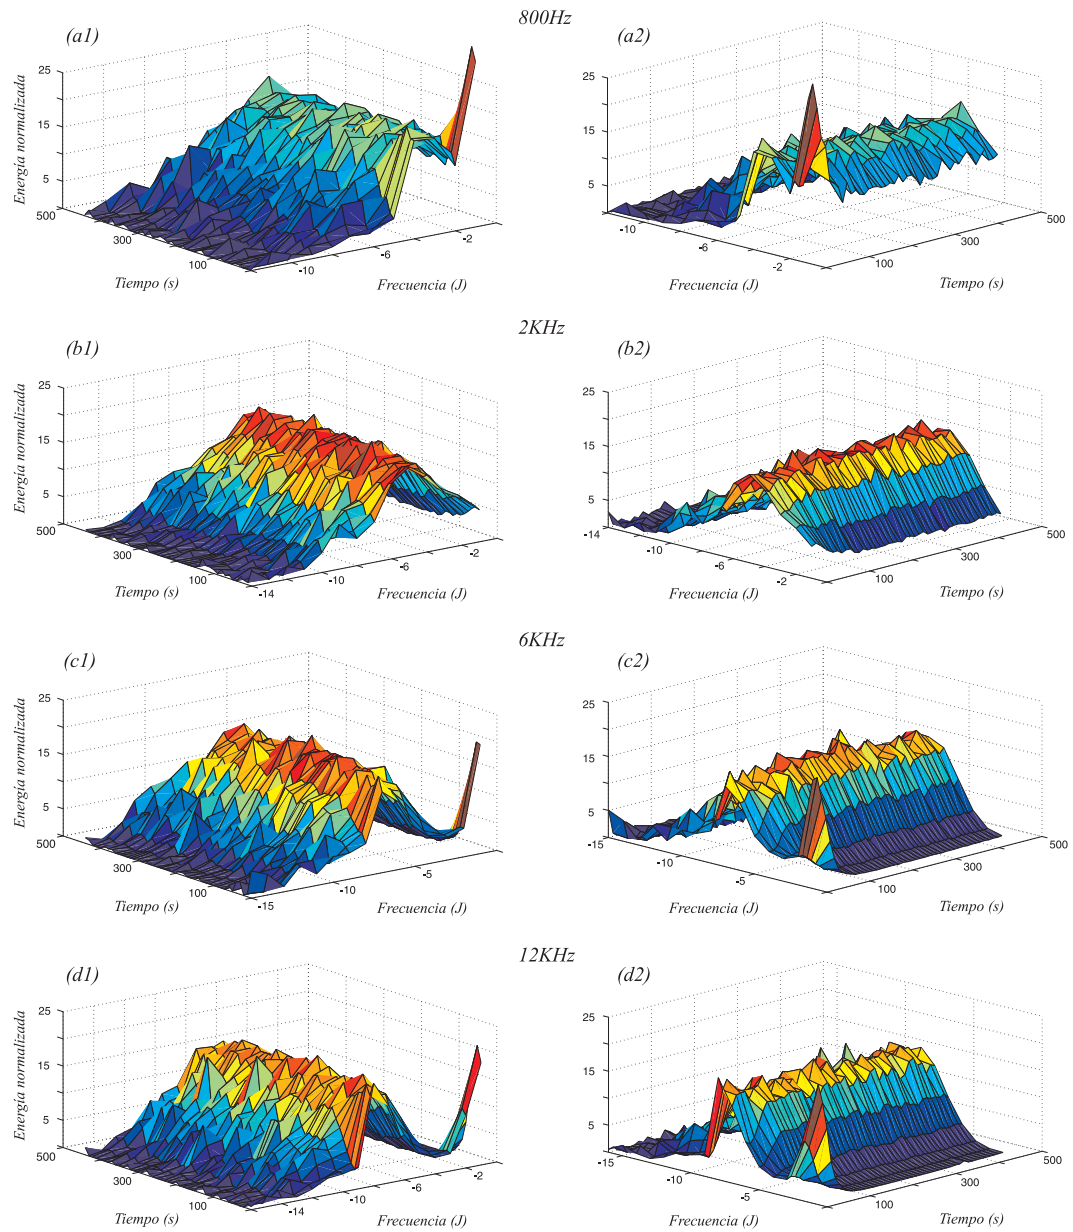 800Hz
(a1)
(a2)
25
15
5
Energía normalizada
500
300
100
Tiempo (s)
-10
-6
-2
Frecuencia (J)
25
15
5
-10
-6
-2
Frecuencia (J)
100
300
500
Tiempo (s)
2KHz
(b1)
(b2)
25
15
5
Energía normalizada
500
300
100
Tiempo (s)
-14
-10
-6
-2
Frecuencia (J)
25
15
5
-14
-10
-6
-2
Frecuencia (J)
100
300
500
Tiempo (s)
6KHz
(c1)
(c2)
25
15
5
Energía normalizada
500
300
100
Tiempo (s)
-15
-10
-5
Frecuencia (J)
25
15
5
-15
-10
-5
Frecuencia (J)
100
300
500
Tiempo (s)
12KHz
(d1)
(d2)
25
15
5
Energía normalizada
500
300
100
Tiempo (s)
-14
-10
-6
-2
Frecuencia (J)
25
15
5
-15
-10
-5
Frecuencia (J)
100
300
500
Tiempo (s)